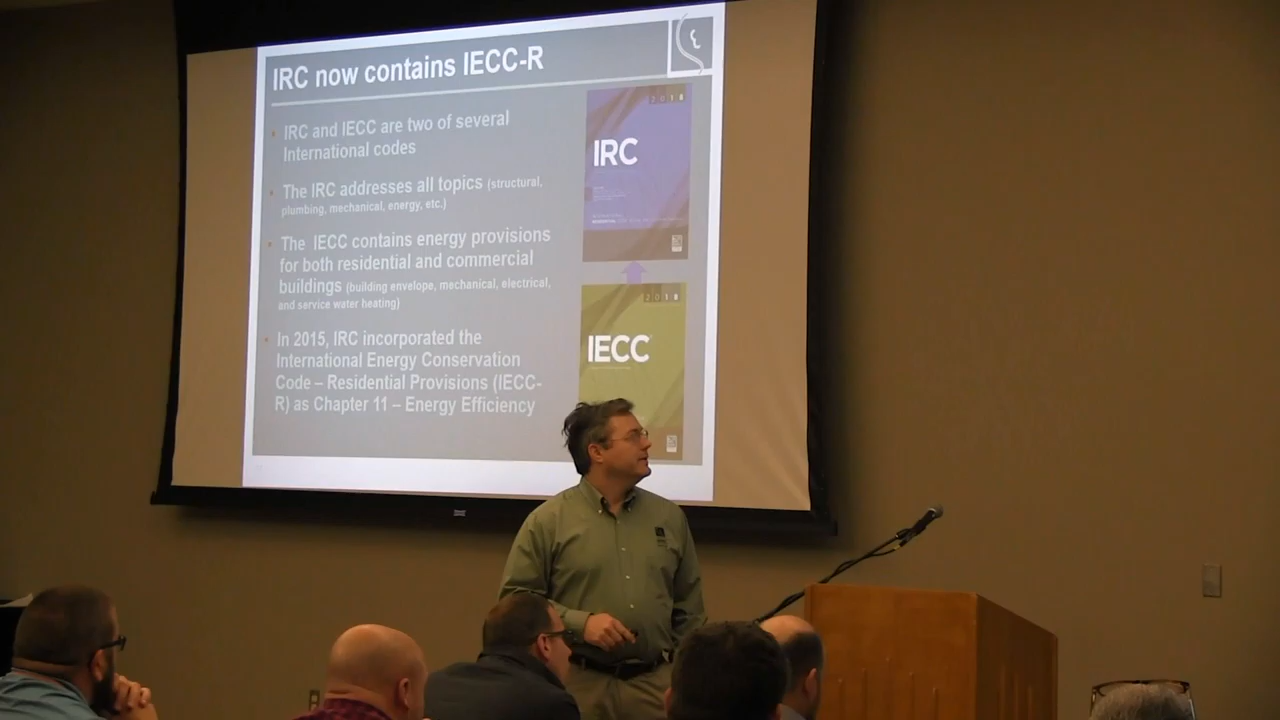 IRC now contains IECC-R
IRC and IECC are two of several
International codes
The IRC addresses all topics (structural,
plumbing, mechanical, energy, etc.)
The IECC contains energy provisions
for both residential and commercial
buildings (building envelope, mechanical, electrical,
and service water heating)
In 2015, IRC incorporated the
International Energy Conservation
Code – Residential Provisions (IECC-
R) as Chapter 11 – Energy Efficiency
2018
IRC
2018
IECC